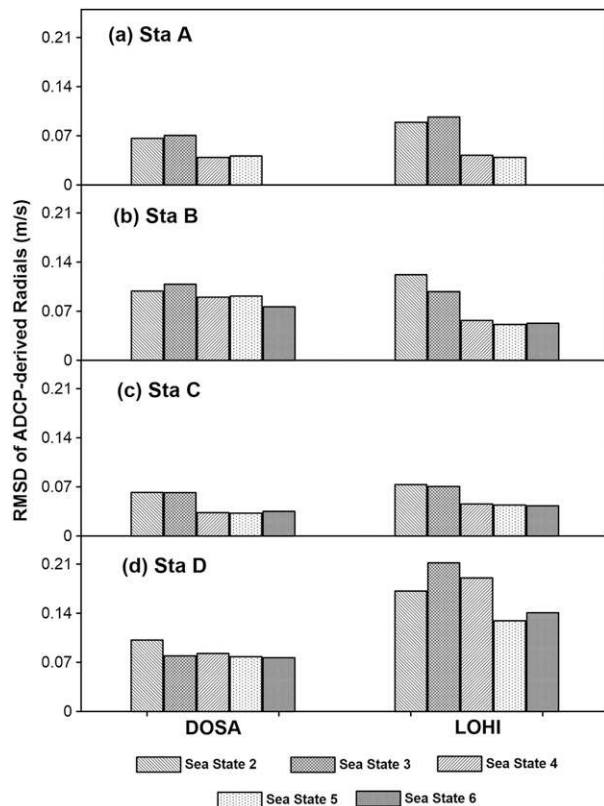 RMSD of ADCP-derived Radials (m/s)
(a) Sta A
0.21
0.14
0.07
0
(b) Sta B
0.21
0.14
0.07
0
(c) Sta C
0.21
0.14
0.07
0
(d) Sta D
0.21
0.14
0.07
0
DOSA LOHI
Sea State 2 Sea State 3 Sea State 4
Sea State 5 Sea State 6